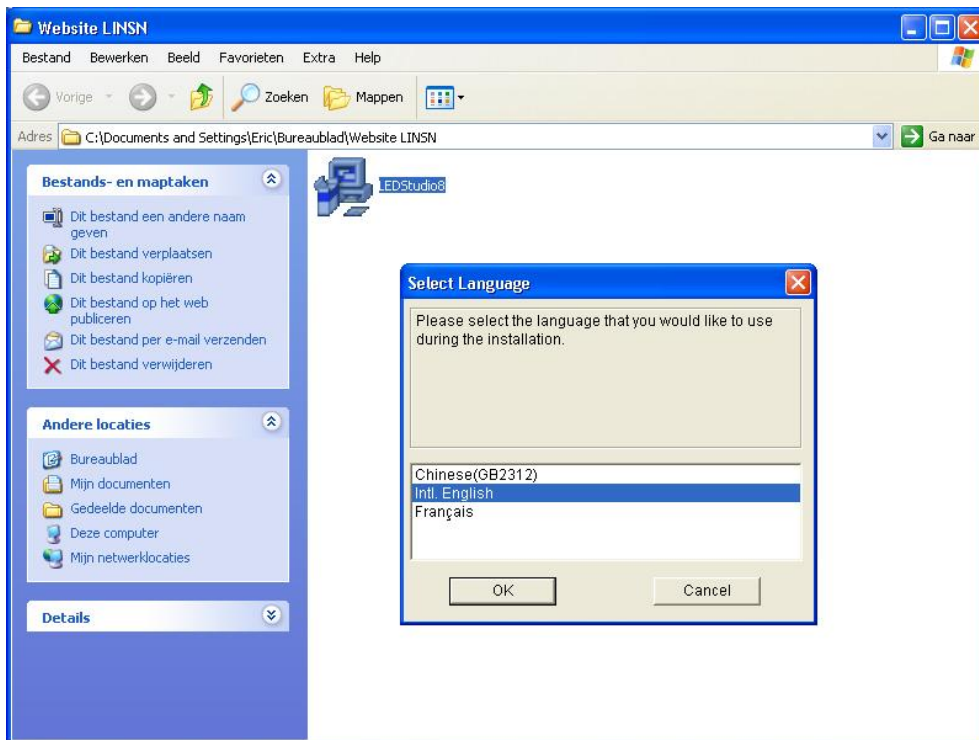 Website LINSN
Bestand Bewerken Beeld Favorieten Extra Help
Vorige Zoeken Mappen
Adres C:\Documents and Settings\Eric\Bureaublad\Website LINSN Ga naar
Bestands- en maptaken
Dit bestand een andere naam
geven
Dit bestand verplaatsen
Dit bestand kopiëren
Dit bestand op het web
publiceren
Dit bestand per e-mail verzenden
Dit bestand verwijderen
Andere locaties
Bureaublad
Mijn documenten
Gedeelde documenten
Deze computer
Mijn netwerklocaties
Details
LEDStudio8
Select Language
Please select the language that you would like to use
during the installation.
Chinese(GB2312)
Intl. English
Français
OK Cancel